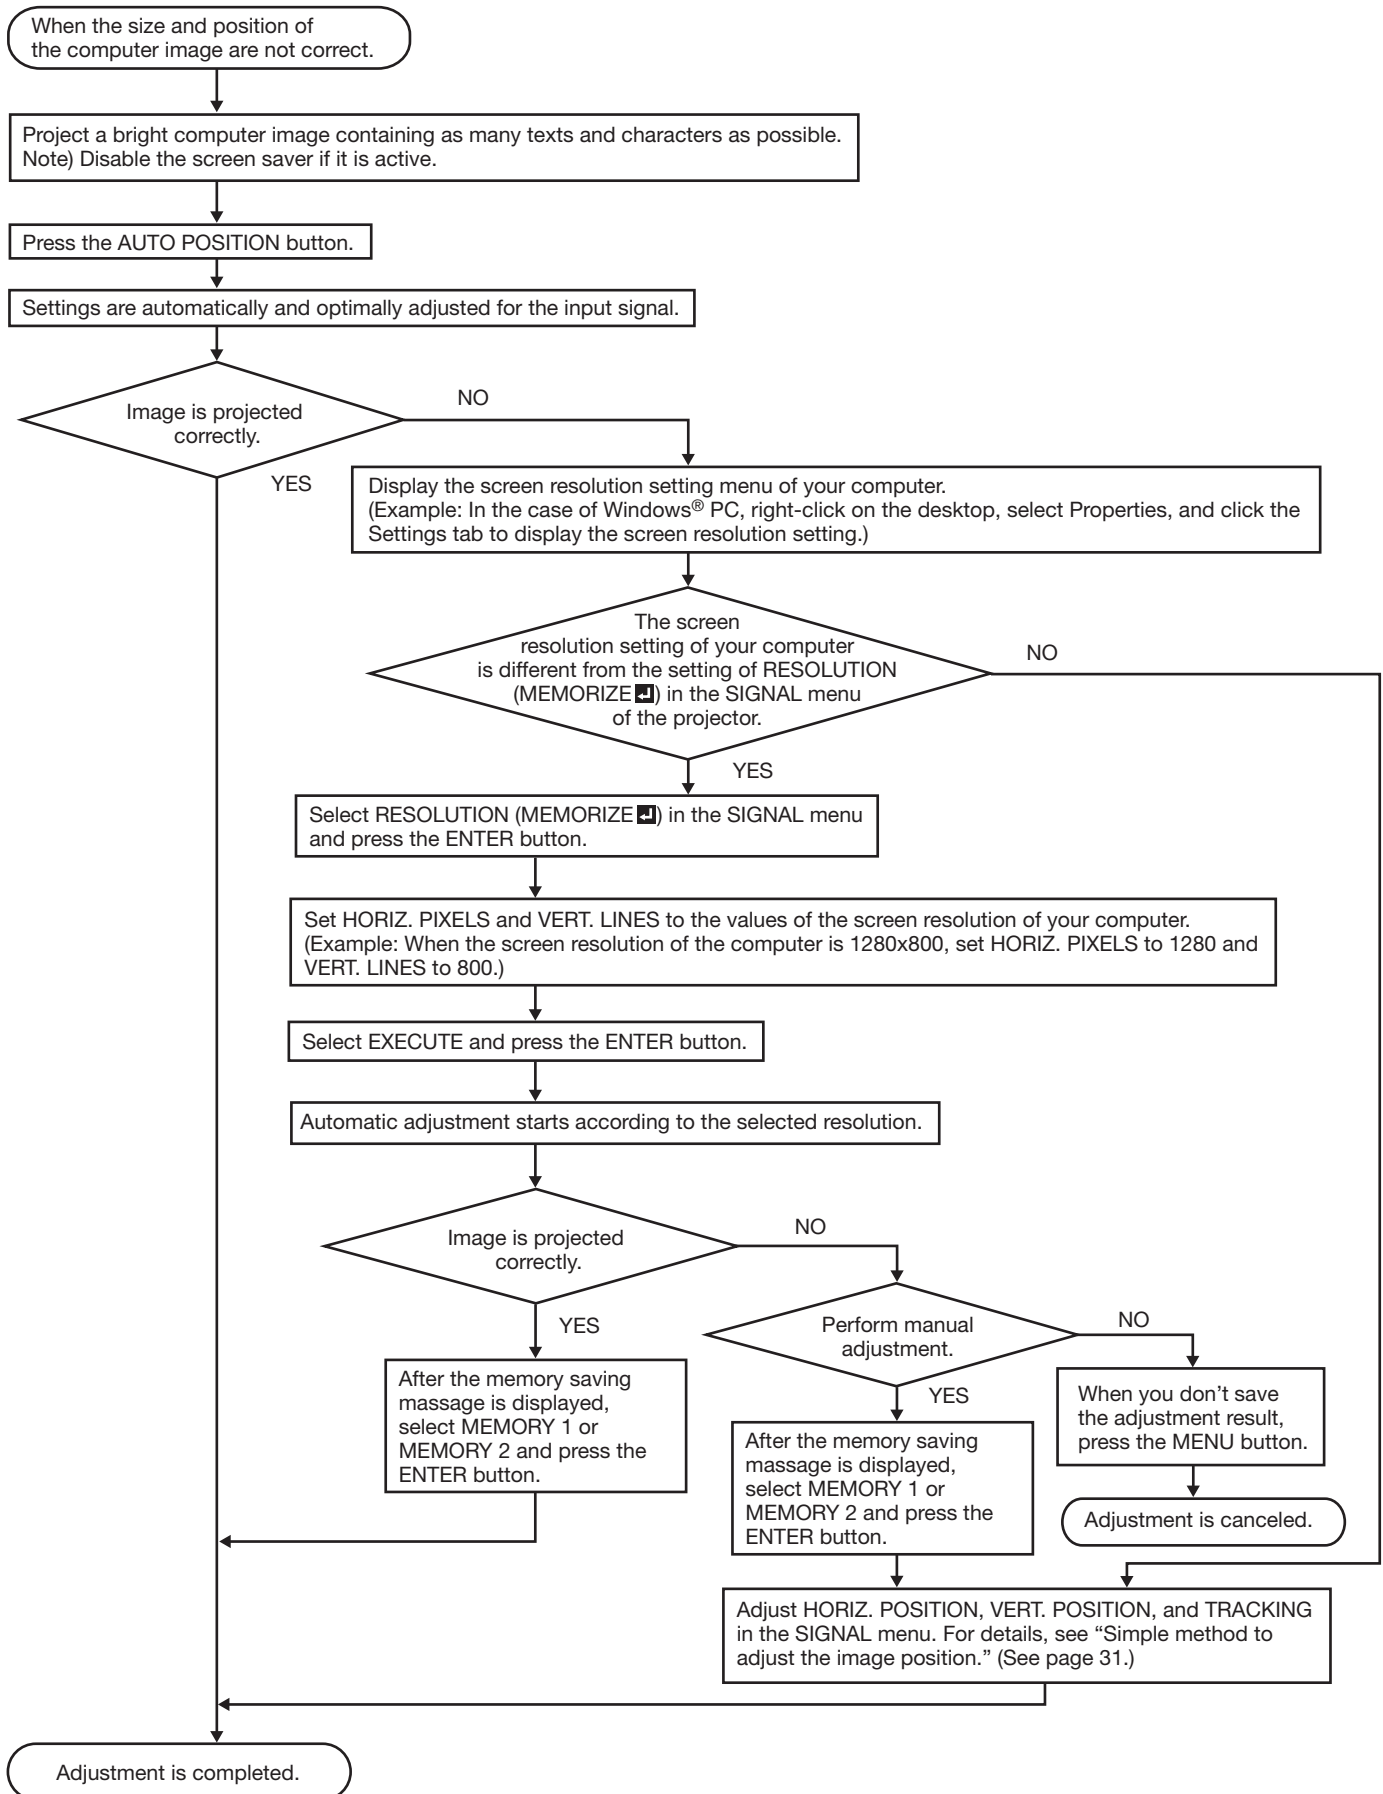 When the size and position of
the computer image are not correct.
Project a bright computer image containing as many texts and characters as possible.
Note) Disable the screen saver if it is active.
Press the AUTO POSITION button.
Settings are automatically and optimally adjusted for the input signal.
Image is projected
correctly.
NO
YES
Display the screen resolution setting menu of your computer.
(Example: In the case of Windows® PC, right-click on the desktop, select Properties, and click the
Settings tab to display the screen resolution setting.)
The screen
resolution setting of your computer
is different from the setting of RESOLUTION
(MEMORIZE↵) in the SIGNAL menu
of the projector.
NO
YES
Select RESOLUTION (MEMORIZE↵) in the SIGNAL menu
and press the ENTER button.
Set HORIZ. PIXELS and VERT. LINES to the values of the screen resolution of your computer.
(Example: When the screen resolution of the computer is 1280x800, set HORIZ. PIXELS to 1280 and
VERT. LINES to 800.)
Select EXECUTE and press the ENTER button.
Automatic adjustment starts according to the selected resolution.
Image is projected
correctly.
NO
YES
Perform manual
adjustment.
NO
YES
After the memory saving
massage is displayed,
select MEMORY 1 or
MEMORY 2 and press the
ENTER button.
After the memory saving
massage is displayed,
select MEMORY 1 or
MEMORY 2 and press the
ENTER button.
When you don't save
the adjustment result,
press the MENU button.
Adjustment is canceled.
Adjust HORIZ. POSITION, VERT. POSITION, and TRACKING
in the SIGNAL menu. For details, see “Simple method to
adjust the image position.” (See page 31.)
Adjustment is completed.